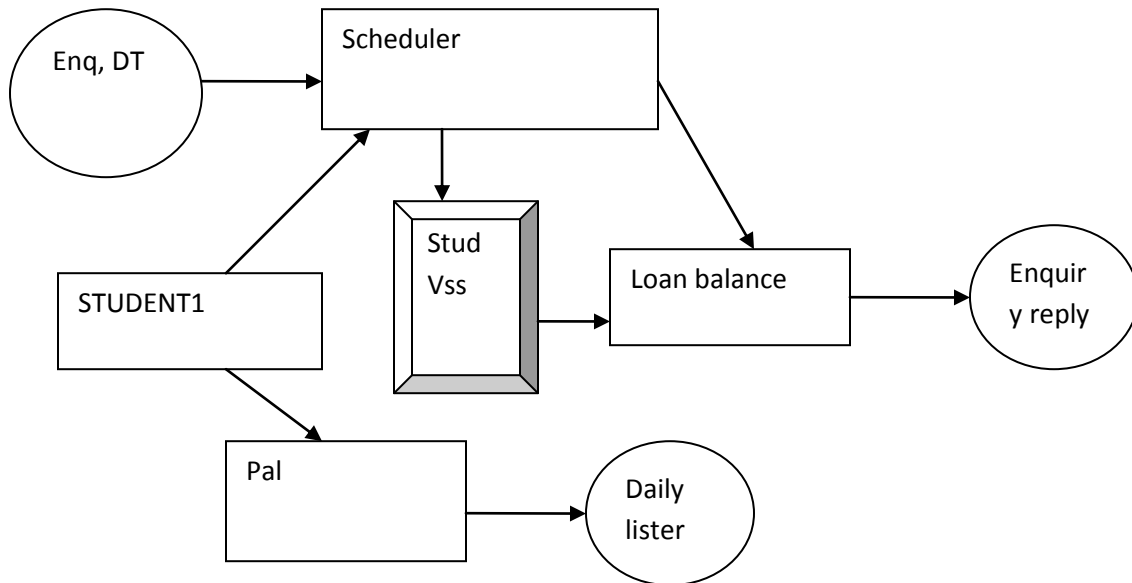 Enq, DT
Scheduler
Stud
Vss
Loan balance
Enquir
y reply
STUDENT1
Pal
Daily
lister